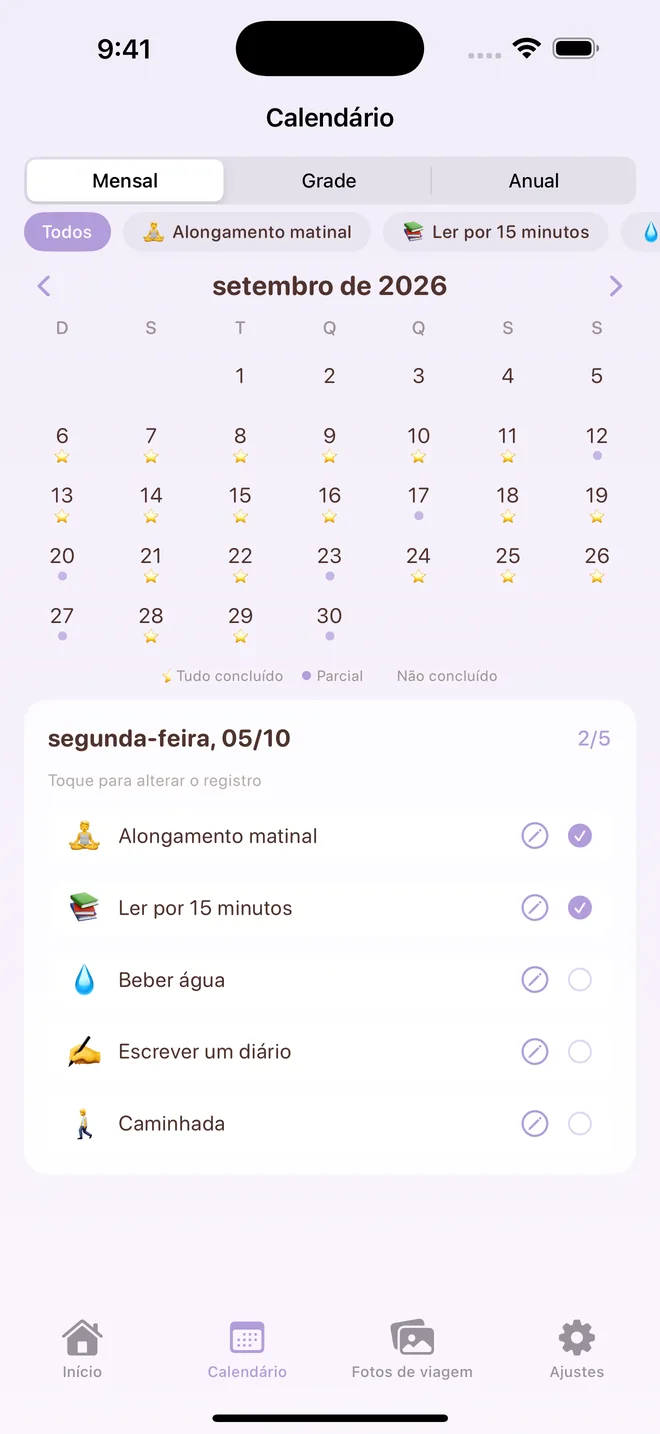 9:41
Calendário
Mensal Grade Anual
Todos Alongamento matinal Ler por 15 minutos
setembro de 2026
D S T Q Q S S
1 2 3 4 5
6 7 8 9 10 11 12
13 14 15 16 17 18 19
20 21 22 23 24 25 26
27 28 29 30
Tudo concluído Parcial Não concluído
segunda-feira, 05/10 2/5
Toque para alterar o registro
Alongamento matinal
Ler por 15 minutos
Beber água
Escrever um diário
Caminhada
Início Calendário Fotos de viagem Ajustes